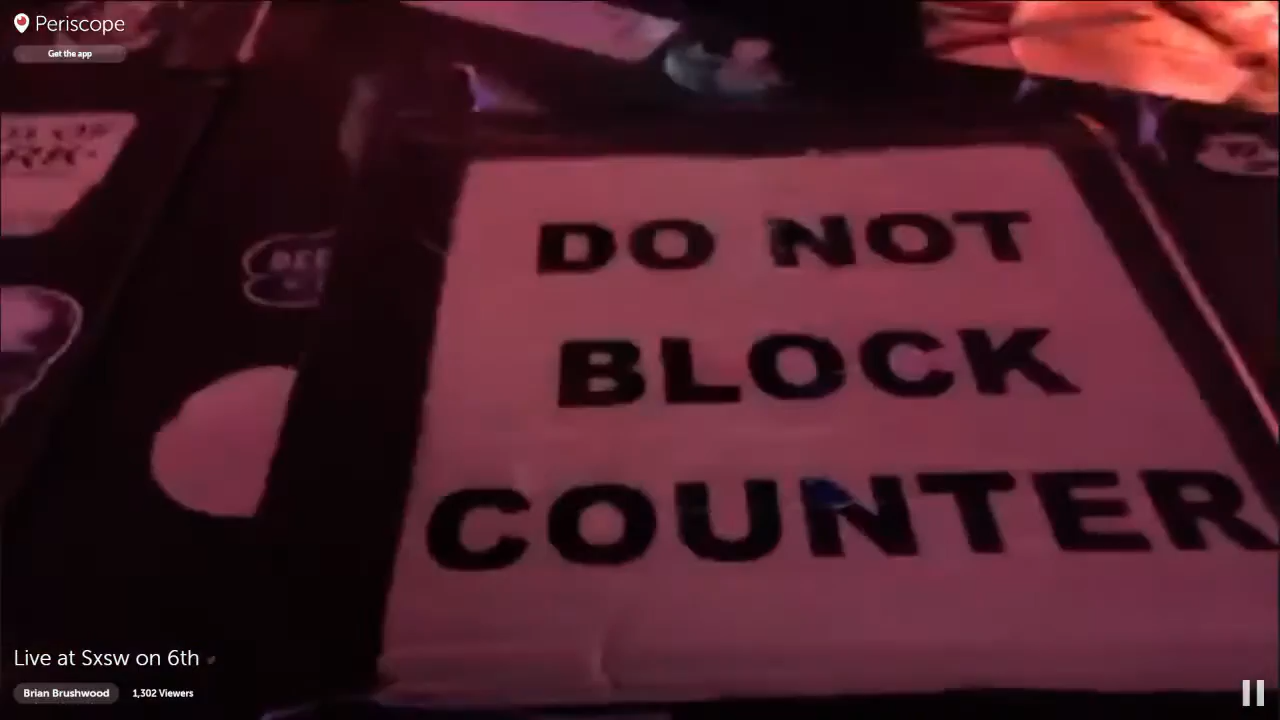 Periscope
Get the app
DO NOT
BLOCK
COUNTER
Live at Sxsw on 6th
Brian Brushwood 1,302 Viewers